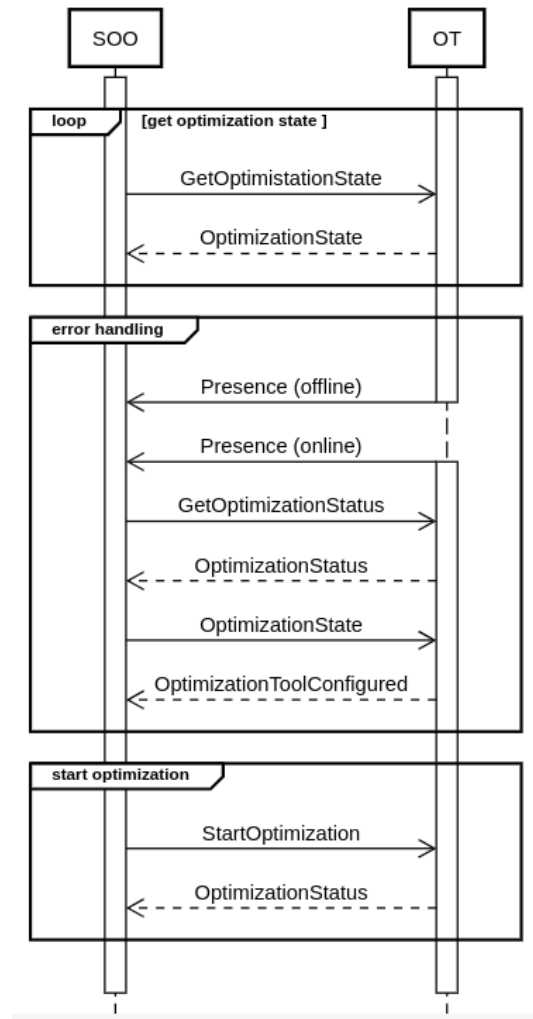 SOO OT
loop [get optimization state ]
GetOptimistationState
OptimizationState
error handling
Presence (offline)
Presence (online)
GetOptimizationStatus
OptimizationStatus
OptimizationState
OptimizationToolConfigured
start optimization
StartOptimization
OptimizationStatus